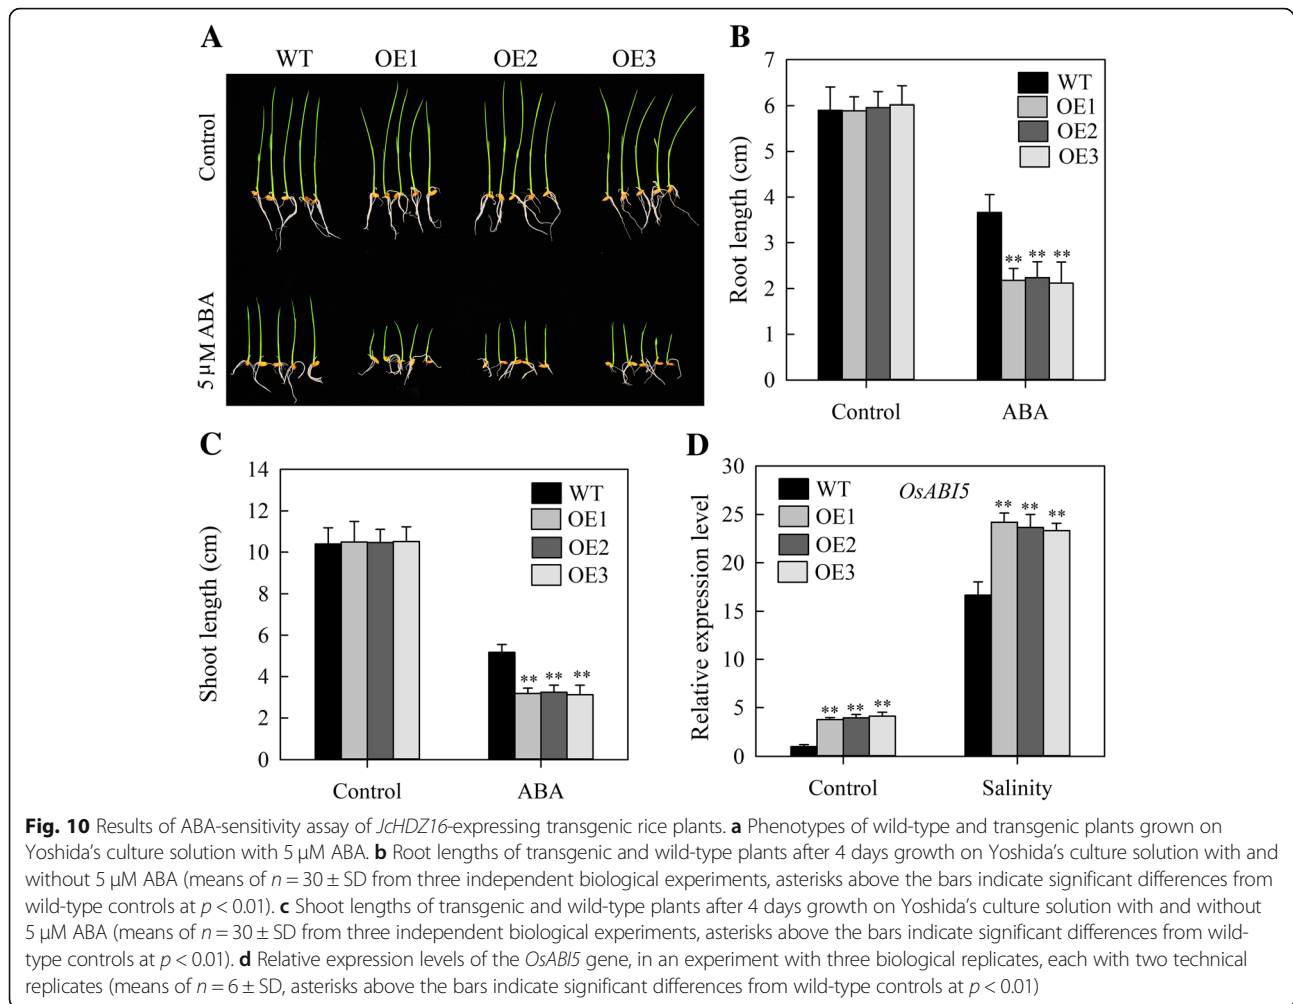 A
WT OE1 OE2 OE3
Control
5 µM ABA
B
7
6
5
4
3
2
1
0
Root length (cm)
WT
OE1
OE2
OE3
** ** **
Control ABA
C
14
12
10
8
6
4
2
0
Shoot length (cm)
WT
OE1
OE2
OE3
** ** **
Control ABA
D
30
25
20
15
10
5
0
Relative expression level
WT
OE1
OE2
OE3
OsABI5
** ** **
** ** **
Control Salinity
Fig. 10 Results of ABA-sensitivity assay of JcHDZ16-expressing transgenic rice plants. a Phenotypes of wild-type and transgenic plants grown on
Yoshida's culture solution with 5 µM ABA. b Root lengths of transgenic and wild-type plants after 4 days growth on Yoshida's culture solution with and
without 5 µM ABA (means of n = 30 ± SD from three independent biological experiments, asterisks above the bars indicate significant differences from
wild-type controls at p < 0.01). c Shoot lengths of transgenic and wild-type plants after 4 days growth on Yoshida's culture solution with and without
5 µM ABA (means of n = 30 ± SD from three independent biological experiments, asterisks above the bars indicate significant differences from wild-
type controls at p < 0.01). d Relative expression levels of the OsABI5 gene, in an experiment with three biological replicates, each with two technical
replicates (means of n = 6 ± SD, asterisks above the bars indicate significant differences from wild-type controls at p < 0.01)